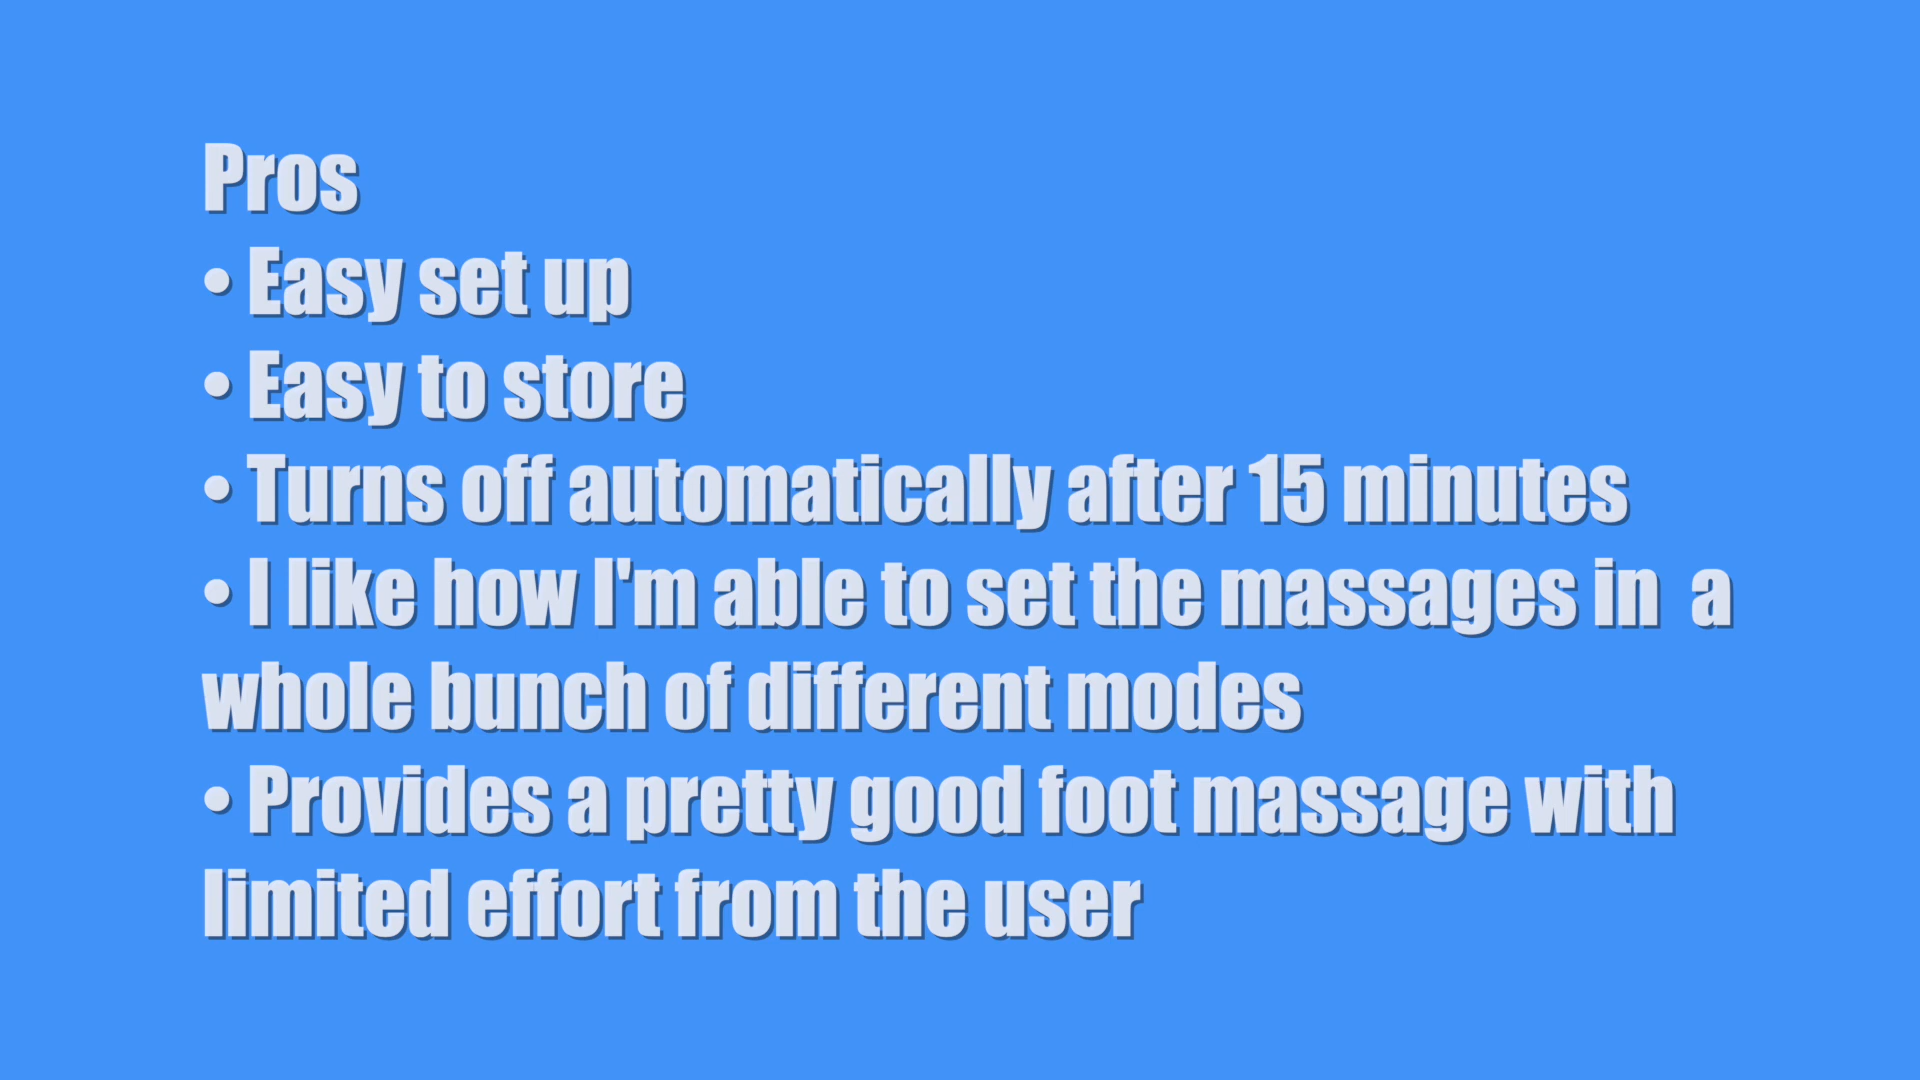 Pros
• Easy set up
• Easy to store
• Turns off automatically after 15 minutes
• I like how I'm able to set the massages in  a
whole bunch of different modes
• Provides a pretty good foot massage with
limited effort from the user